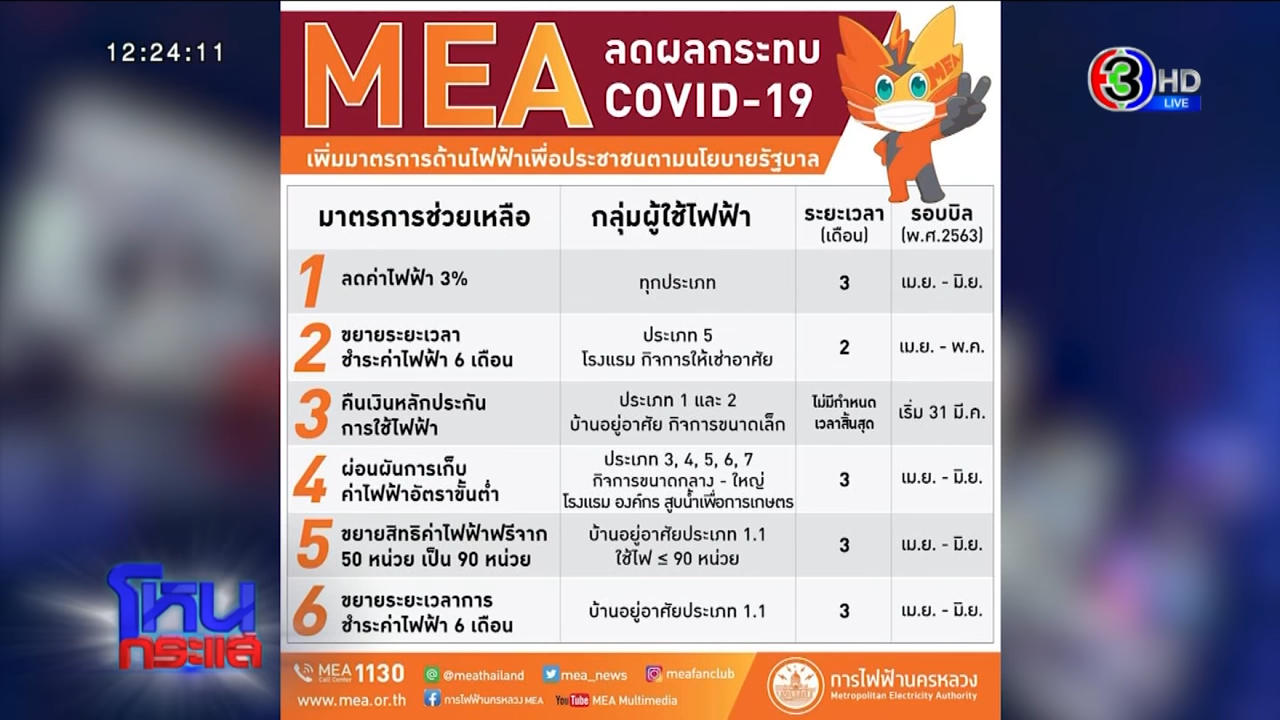 12:24:11
MEA
ลดผลกระทบ
COVID-19
MEA
3 HD
LIVE
เพิ่มมาตรการด้านไฟฟ้าเพื่อประชาชนตามนโยบายรัฐบาล
มาตรการช่วยเหลือ
กลุ่มผู้ใช้ไฟฟ้า
ระยะเวลา
(เดือน)
รอบบิล
(พ.ศ.2563)
1 ลดค่าไฟฟ้า 3%
ทุกประเภท
3
เม.ย. - มิ.ย.
2 ขยายระยะเวลา
ชำระค่าไฟฟ้า 6 เดือน
ประเภท 5
โรงแรม กิจการให้เช่าอาศัย
2
เม.ย. - พ.ค.
3 คืนเงินหลักประกัน
การใช้ไฟฟ้า
ประเภท 1 และ 2
บ้านอยู่อาศัย กิจการขนาดเล็ก
ไม่มีกำหนด
เวลาสิ้นสุด
เริ่ม 31 มี.ค.
4 ผ่อนผันการเก็บ
ค่าไฟฟ้าอัตราขั้นต่ำ
ประเภท 3, 4, 5, 6, 7
กิจการขนาดกลาง - ใหญ่
โรงแรม องค์กร สูบน้ำเพื่อการเกษตร
3
เม.ย. - มิ.ย.
5 ขยายสิทธิค่าไฟฟ้าฟรีจาก
50 หน่วย เป็น 90 หน่วย
บ้านอยู่อาศัยประเภท 1.1
ใช้ไฟ ≤ 90 หน่วย
3
เม.ย. - มิ.ย.
6 ขยายระยะเวลาการ
ชำระค่าไฟฟ้า 6 เดือน
บ้านอยู่อาศัยประเภท 1.1
3
เม.ย. - มิ.ย.
โหน
กระแส
MEA 1130
Call Center
@meathailand
mea_news
meafanclub
www.mea.or.th
การไฟฟ้านครหลวง MEA
YouTube MEA Multimedia
การไฟฟ้านครหลวง
Metropolitan Electricity Authority